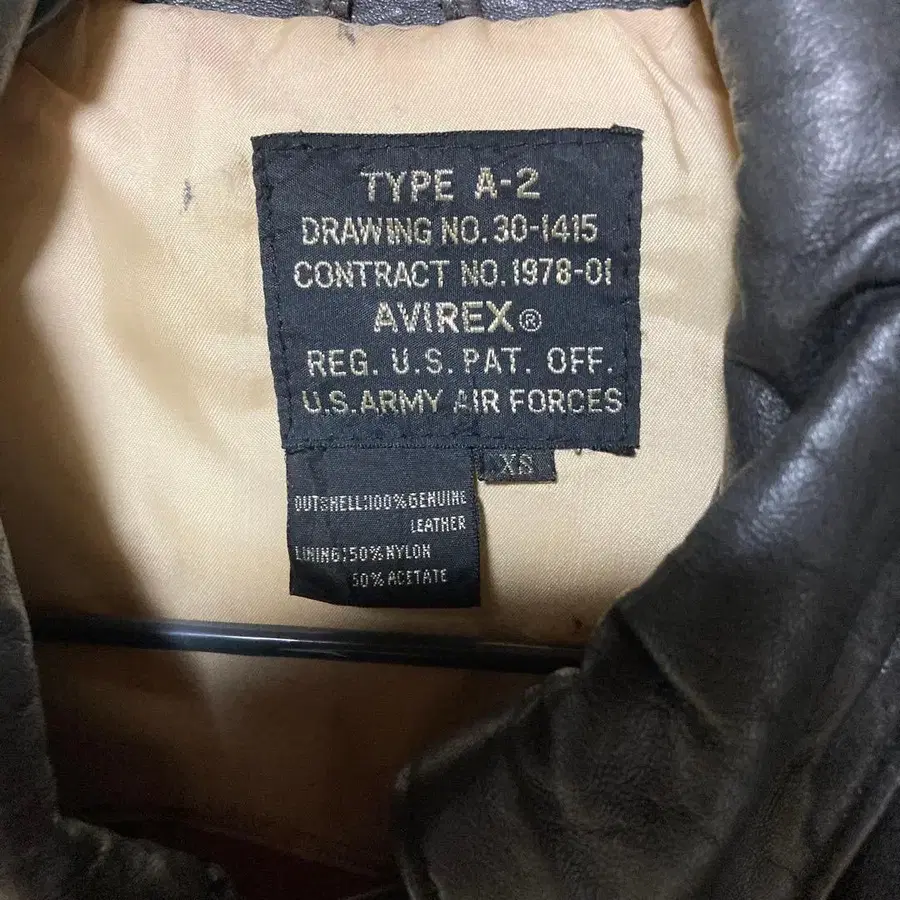 TYPE A-2
DRAWING NO. 30-1415
CONTRACT NO. 1978-01
AVIREX®
REG. U.S. PAT. OFF.
U.S. ARMY AIR FORCES
XS
OUTSHELL:100% GENUINE
LEATHER
LINING:50% NYLON
50% ACETATE